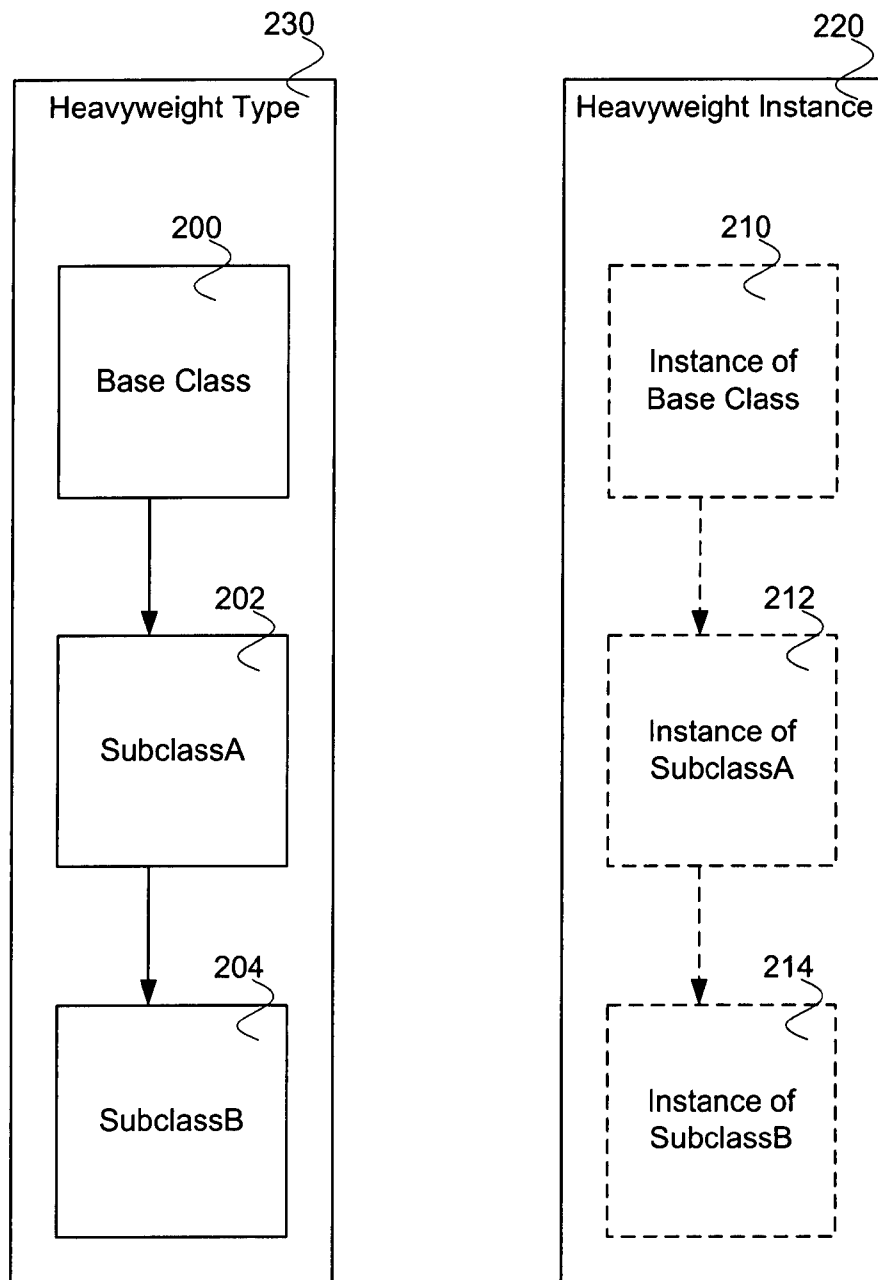 230
Heavyweight Type
200
Base Class
202
SubclassA
204
SubclassB
220
Heavyweight Instance
210
Instance of
Base Class
212
Instance of
SubclassA
214
Instance of
SubclassB